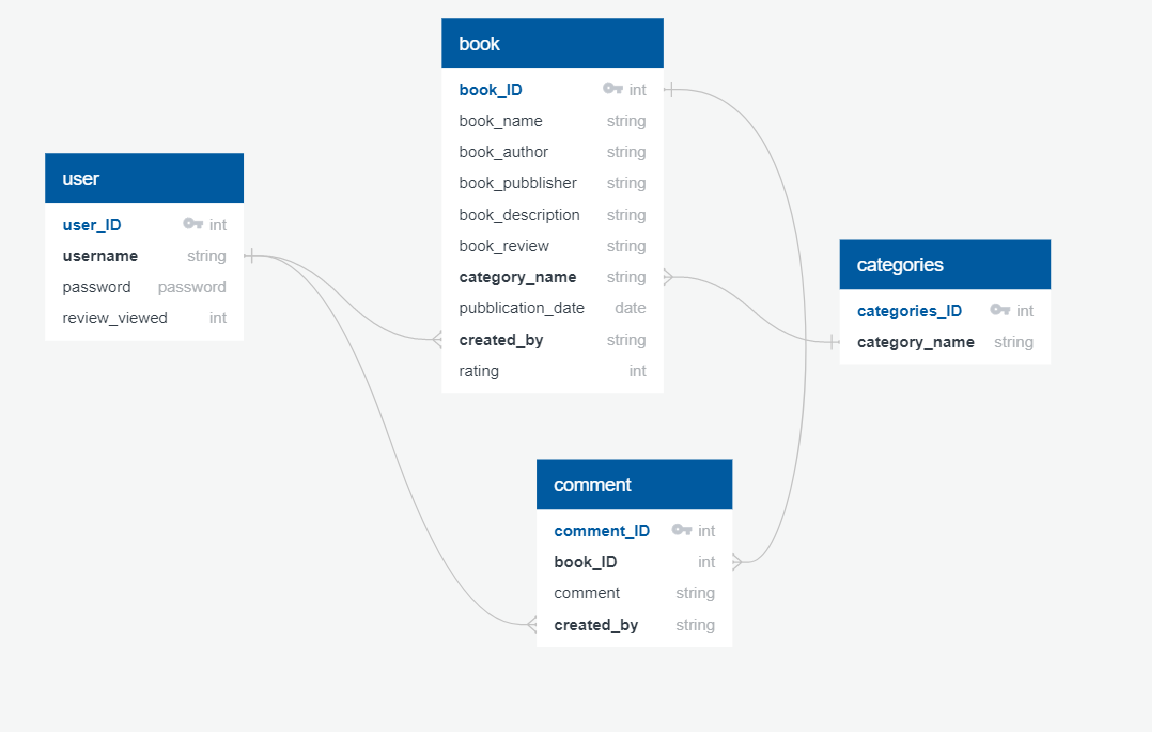 book
book_ID int
book_name string
book_author string
book_pubblisher string
book_description string
book_review string
category_name string
pubblication_date date
created_by string
rating int
user
user_ID int
username string
password password
review_viewed int
categories
categories_ID int
category_name string
comment
comment_ID int
book_ID int
comment string
created_by string